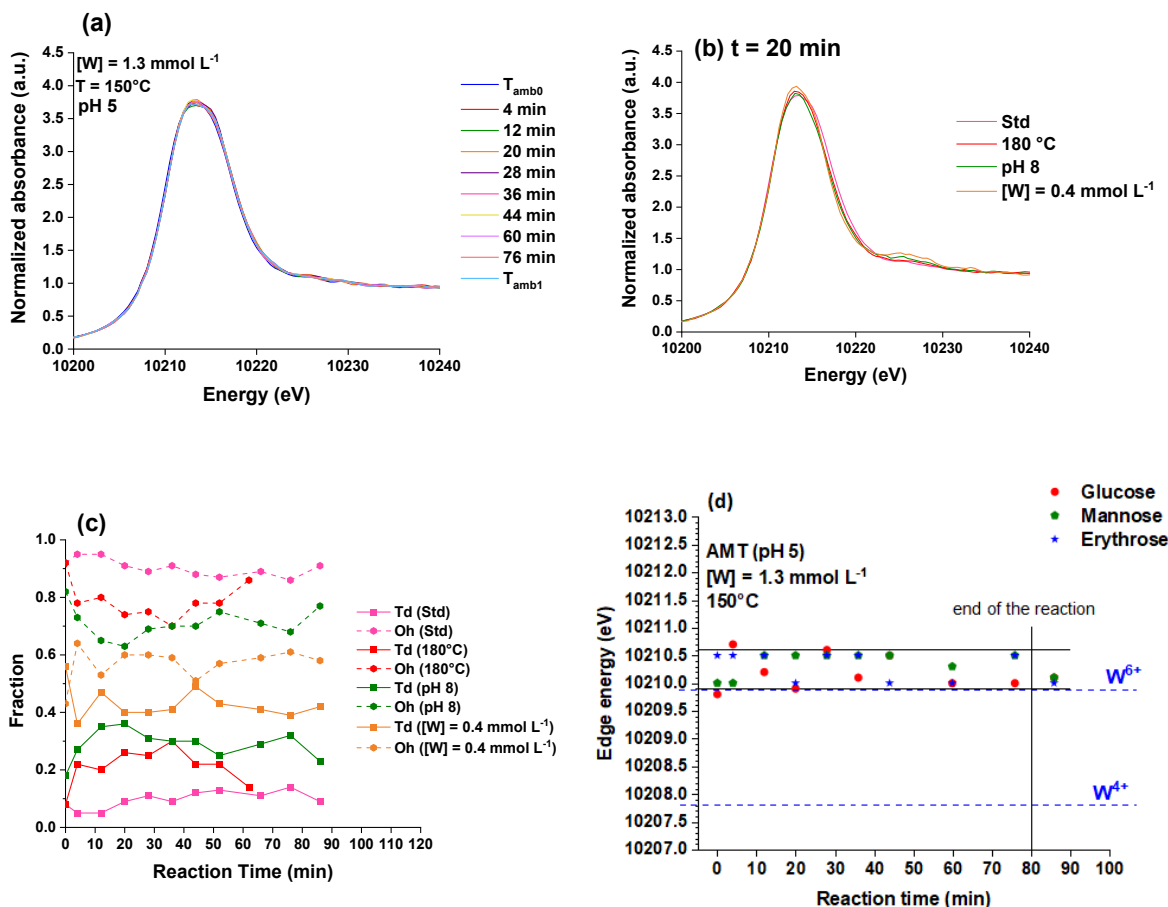 (a)
[W] = 1.3 mmol L⁻¹
T = 150°C
pH 5
Normalized absorbance (a.u.)
4.5
4.0
3.5
3.0
2.5
2.0
1.5
1.0
0.5
0.0
10200
10210
10220
10230
10240
Energy (eV)
T_amb0
4 min
12 min
20 min
28 min
36 min
44 min
60 min
76 min
T_amb1
(b) t = 20 min
Normalized absorbance (a.u.)
4.5
4.0
3.5
3.0
2.5
2.0
1.5
1.0
0.5
0.0
10200
10210
10220
10230
10240
Energy (eV)
Std
180 °C
pH 8
[W] = 0.4 mmol L⁻¹
(c)
Fraction
1.0
0.8
0.6
0.4
0.2
0.0
0 10 20 30 40 50 60 70 80 90 100 110 120
Reaction Time (min)
Td (Std)
Oh (Std)
Td (180°C)
Oh (180°C)
Td (pH 8)
Oh (pH 8)
Td ([W] = 0.4 mmol L⁻¹)
Oh ([W] = 0.4 mmol L⁻¹)
Glucose
Mannose
Erythrose
(d)
AMT (pH 5)
[W] = 1.3 mmol L⁻¹
150°C
end of the reaction
W⁶⁺
W⁴⁺
Edge energy (eV)
10213.0
10212.5
10212.0
10211.5
10211.0
10210.5
10210.0
10209.5
10209.0
10208.5
10208.0
10207.5
10207.0
0 10 20 30 40 50 60 70 80 90 100
Reaction time (min)